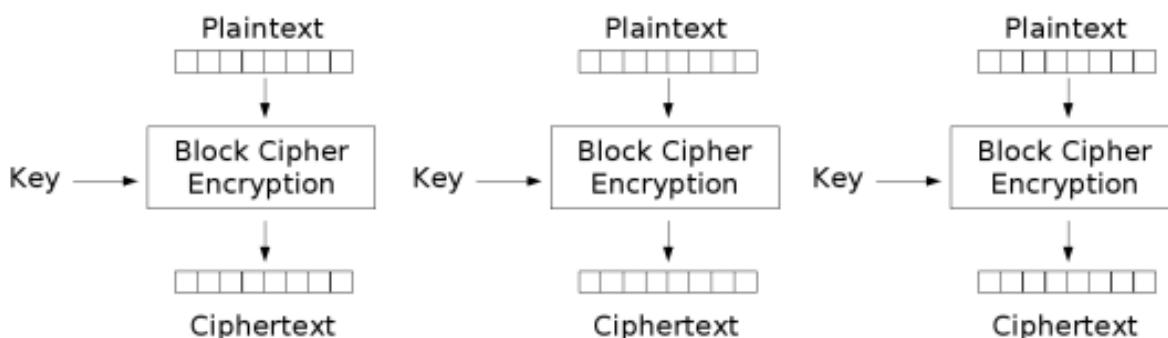 Plaintext Plaintext Plaintext
Block Cipher Block Cipher Block Cipher
Key Encryption Key Encryption Key Encryption
Ciphertext Ciphertext Ciphertext